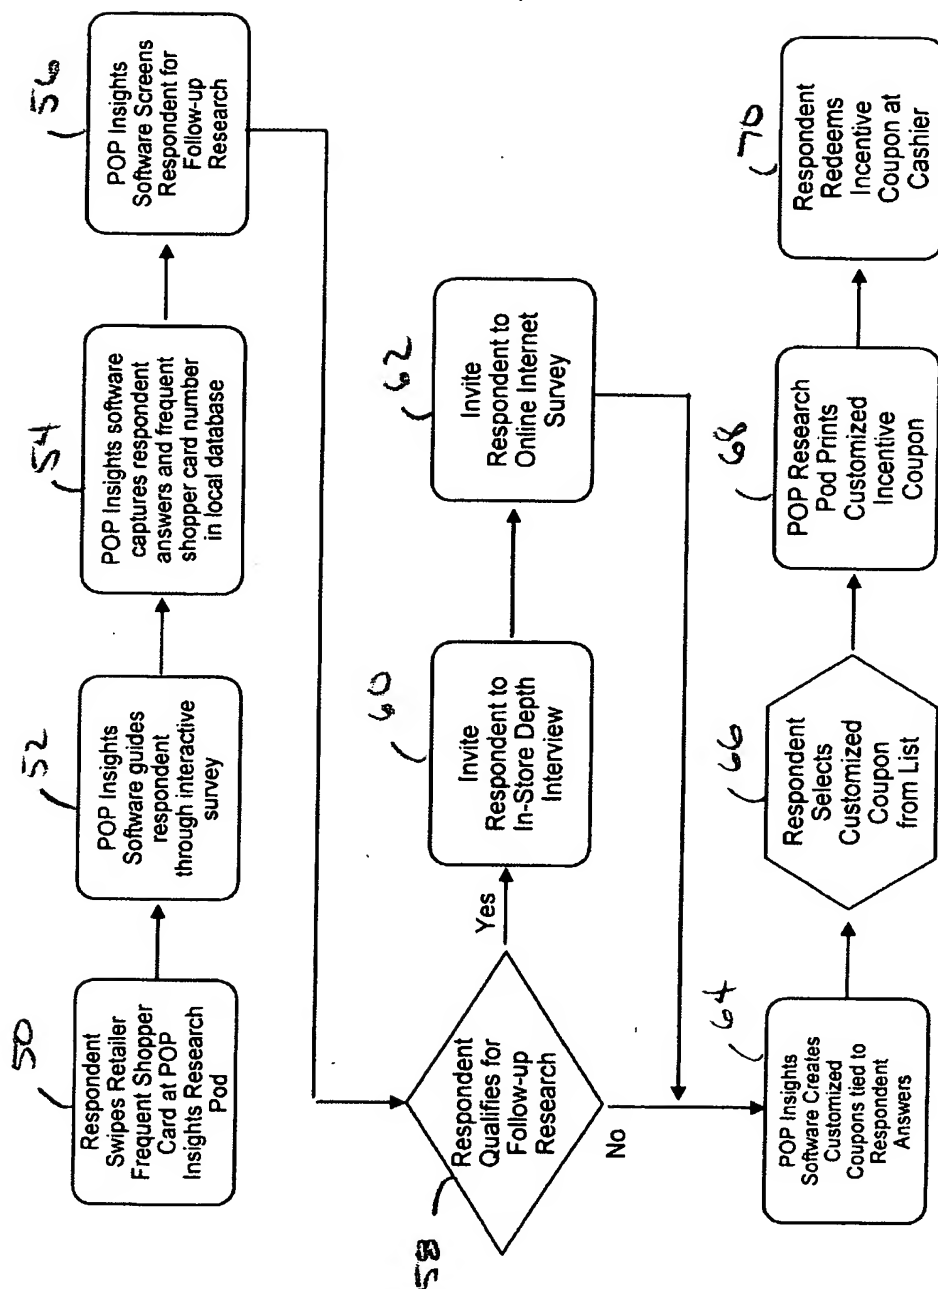 50
Respondent
Swipes Retailer
Frequent Shopper
Card at POP
Insights Research
Pod
52
POP Insights
Software guides
respondent
through interactive
survey
54
POP Insights software
captures respondent
answers and frequent
shopper card number
in local database
56
POP Insights
Software Screens
Respondent for
Follow-up
Research
58
Respondent
Qualifies for
Follow-up
Research
Yes
No
60
Invite
Respondent to
In-Store Depth
Interview
62
Invite
Respondent to
Online Internet
Survey
64
POP Insights
Software Creates
Customized
Coupons tied to
Respondent
Answers
66
Respondent
Selects
Customized
Coupon
from List
68
POP Research
Pod Prints
Customized
Incentive
Coupon
70
Respondent
Redeems
Incentive
Coupon at
Cashier